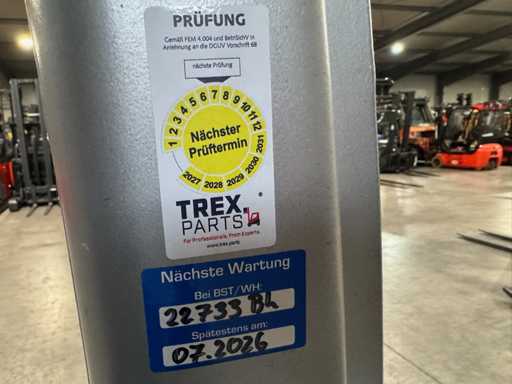 PRÜFUNG
Gemäß FEM 4.004 und BetrSichV in
Anlehnung an die DGUV Vorschrift 68
nächste Prüfung
1 2 3 4 5 6 7 8 9 10 11 12
Nächster
Prüftermin
2027 2028 2029 2030 2031
TREX
PARTS
For Professionals. From Experts.
www.trex.parts
Nächste Wartung
Bei BST/WH:
22733 Bh
Spätestens am:
07.2026